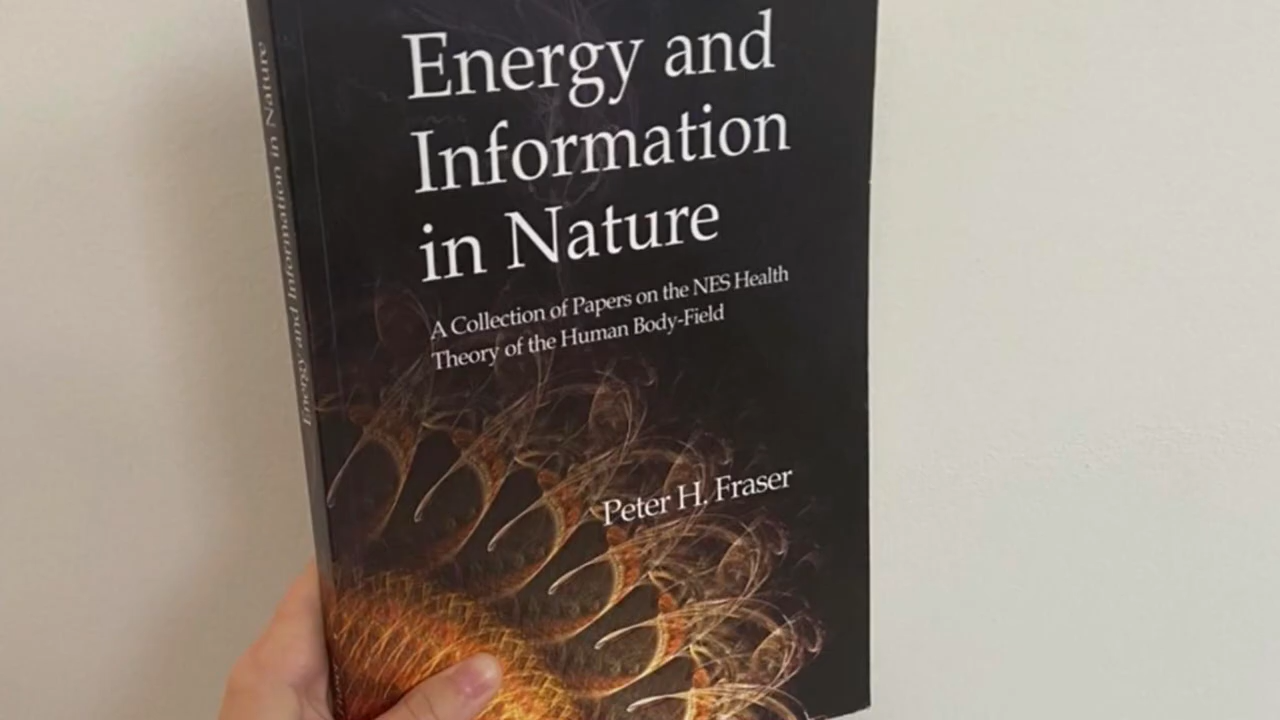 Energy and
Information
in Nature
A Collection of Papers on the NES Health
Theory of the Human Body-Field
Peter H. Fraser
Energy and Information in Nature